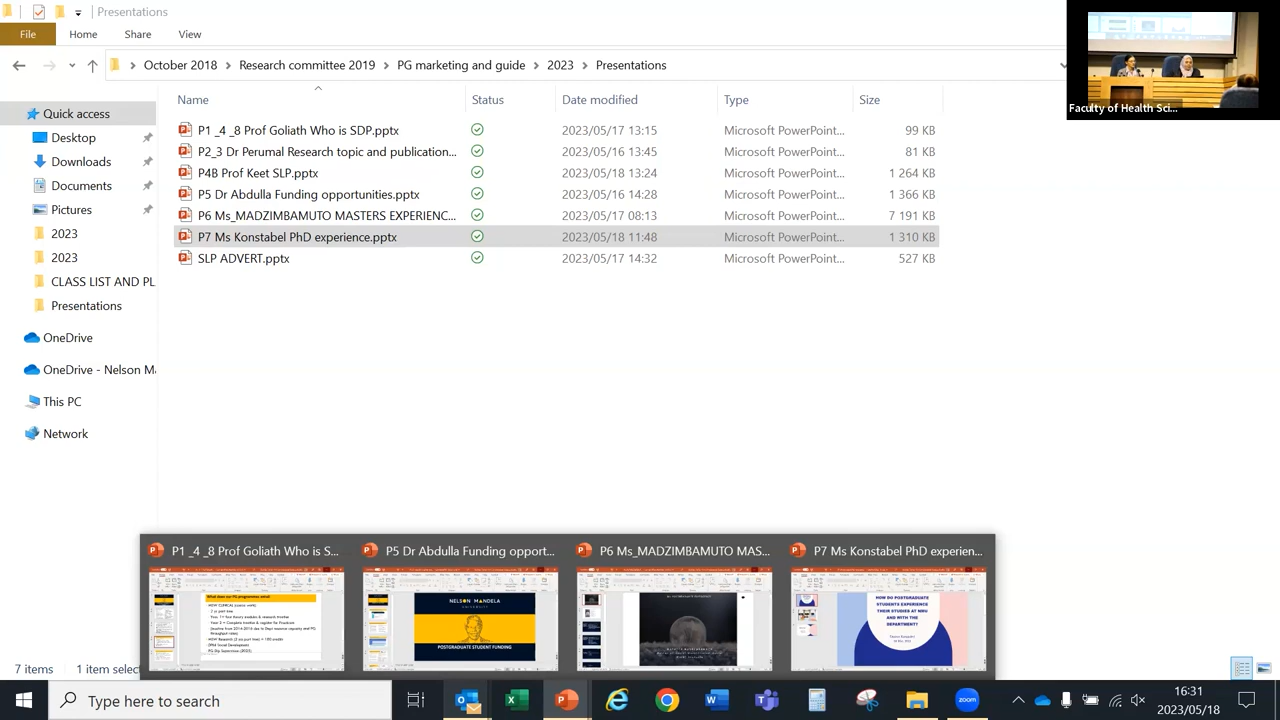 Presentations
File Home Share View
October 2018 Research committee 2019
2023 Presentations
Name Status Date modified Type Size
Quick access
Desktop
Downloads
Documents
Pictures
2023
2023
CLASS LIST AND PL
Presentations
OneDrive
OneDrive - Nelson Ma
This PC
Network
P1 _4 _8 Prof Goliath Who is SDP.pptx 2023/05/17 13:15 Microsoft PowerPoint... 99 KB
P2_3 Dr Perumal Research topic and publication... 2023/05/16 13:45 Microsoft PowerPoint... 81 KB
P4B Prof Keet SLP.pptx 2023/05/18 13:24 Microsoft PowerPoint... 1 264 KB
P5 Dr Abdulla Funding opportunities.pptx 2023/05/16 14:28 Microsoft PowerPoint... 1 366 KB
P6 Ms_MADZIMBAMUTO MASTERS EXPERIENC... 2023/05/17 08:13 Microsoft PowerPoint... 7 191 KB
P7 Ms Konstabel PhD experience.pptx 2023/05/18 11:48 Microsoft PowerPoint... 1 310 KB
SLP ADVERT.pptx 2023/05/17 14:32 Microsoft PowerPoint... 527 KB
Faculty of Health Sci...
P1 _4 _8 Prof Goliath Who is S...
P5 Dr Abdulla Funding opport...
P6 Ms_MADZIMBAMUTO MAS...
P7 Ms Konstabel PhD experien...
NELSON MANDELA
UNIVERSITY
POSTGRADUATE STUDENT FUNDING
HOW DO POSTGRADUATE
STUDENTS EXPERIENCE
THEIR STUDIES AT NMU
AND WITH THE
DEPARTMENT?
7 items 1 item selec
Type here to search
16:31
2023/05/18